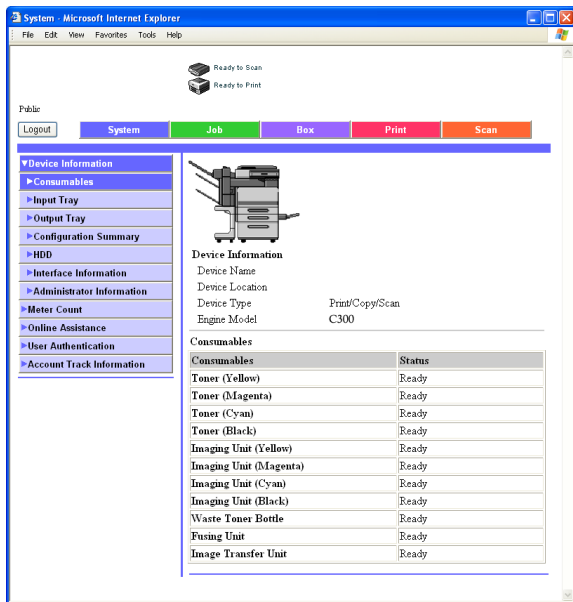 System - Microsoft Internet Explorer
File Edit View Favorites Tools Help
Ready to Scan
Ready to Print
Public
Logout System Job Box Print Scan
Device Information
Consumables
Input Tray
Output Tray
Configuration Summary
HDD
Interface Information
Administrator Information
Meter Count
Online Assistance
User Authentication
Account Track Information
Device Information
Device Name
Device Location
Device Type Print/Copy/Scan
Engine Model C300
Consumables
Consumables Status
Toner (Yellow) Ready
Toner (Magenta) Ready
Toner (Cyan) Ready
Toner (Black) Ready
Imaging Unit (Yellow) Ready
Imaging Unit (Magenta) Ready
Imaging Unit (Cyan) Ready
Imaging Unit (Black) Ready
Waste Toner Bottle Ready
Fusing Unit Ready
Image Transfer Unit Ready